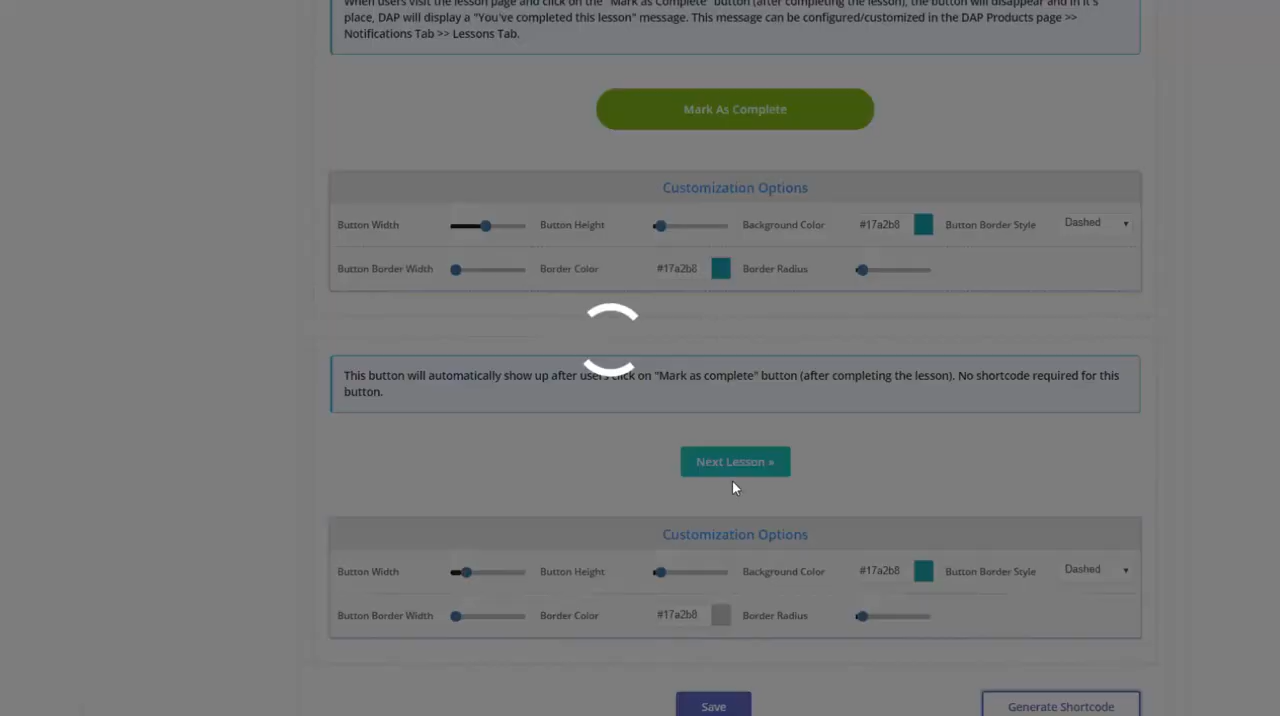 When users visit the lesson page and click on the "Mark as Complete" button (after completing the lesson), the button will disappear and in it's
place, DAP will display a "You've completed this lesson" message. This message can be configured/customized in the DAP Products page >>
Notifications Tab >> Lessons Tab.
Mark As Complete
Customization Options
Button Width Button Height Background Color #17a2b8 Button Border Style Dashed
Button Border Width Border Color #17a2b8 Border Radius
This button will automatically show up after users click on "Mark as complete" button (after completing the lesson). No shortcode required for this
button.
Next Lesson »
Customization Options
Button Width Button Height Background Color #17a2b8 Button Border Style Dashed
Button Border Width Border Color #17a2b8 Border Radius
Save Generate Shortcode